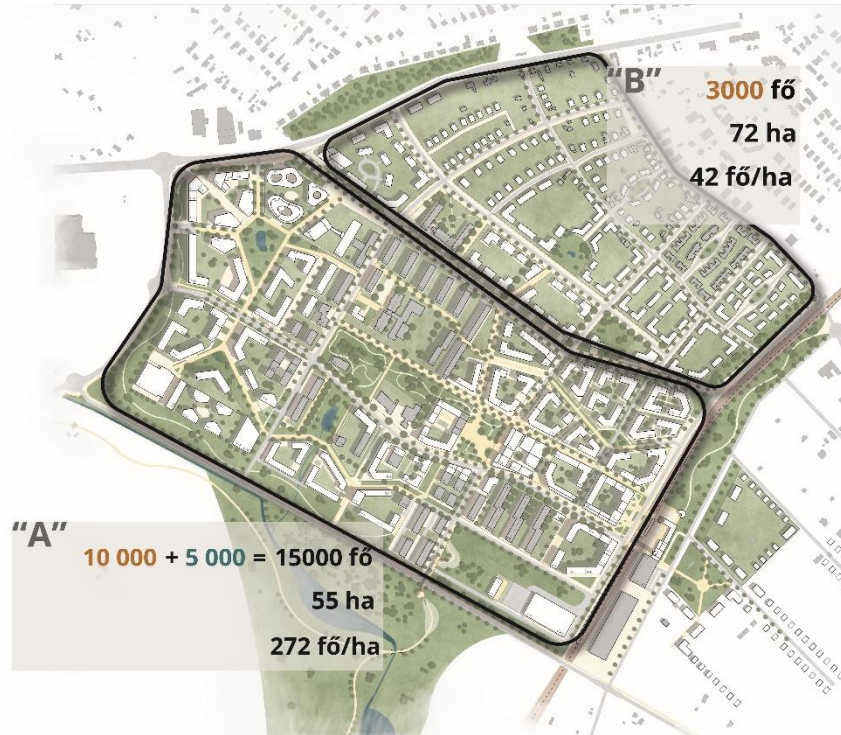 “B”
3000 fő
72 ha
42 fő/ha
“A”
10 000 + 5 000 = 15000 fő
55 ha
272 fő/ha